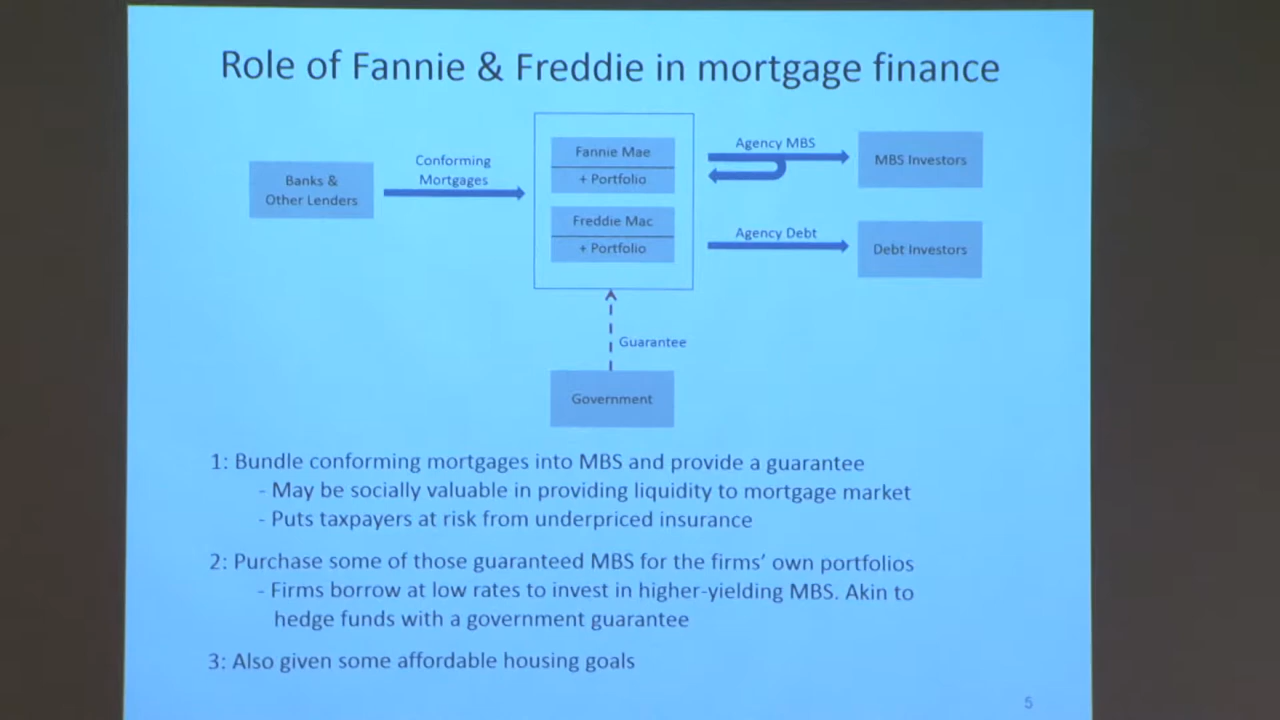 Role of Fannie & Freddie in mortgage finance
Banks &
Other Lenders
Conforming
Mortgages
Fannie Mae
+ Portfolio
Freddie Mac
+ Portfolio
Agency MBS
MBS Investors
Agency Debt
Debt Investors
Guarantee
Government
1: Bundle conforming mortgages into MBS and provide a guarantee
- May be socially valuable in providing liquidity to mortgage market
- Puts taxpayers at risk from underpriced insurance
2: Purchase some of those guaranteed MBS for the firms' own portfolios
- Firms borrow at low rates to invest in higher-yielding MBS. Akin to
hedge funds with a government guarantee
3: Also given some affordable housing goals
5